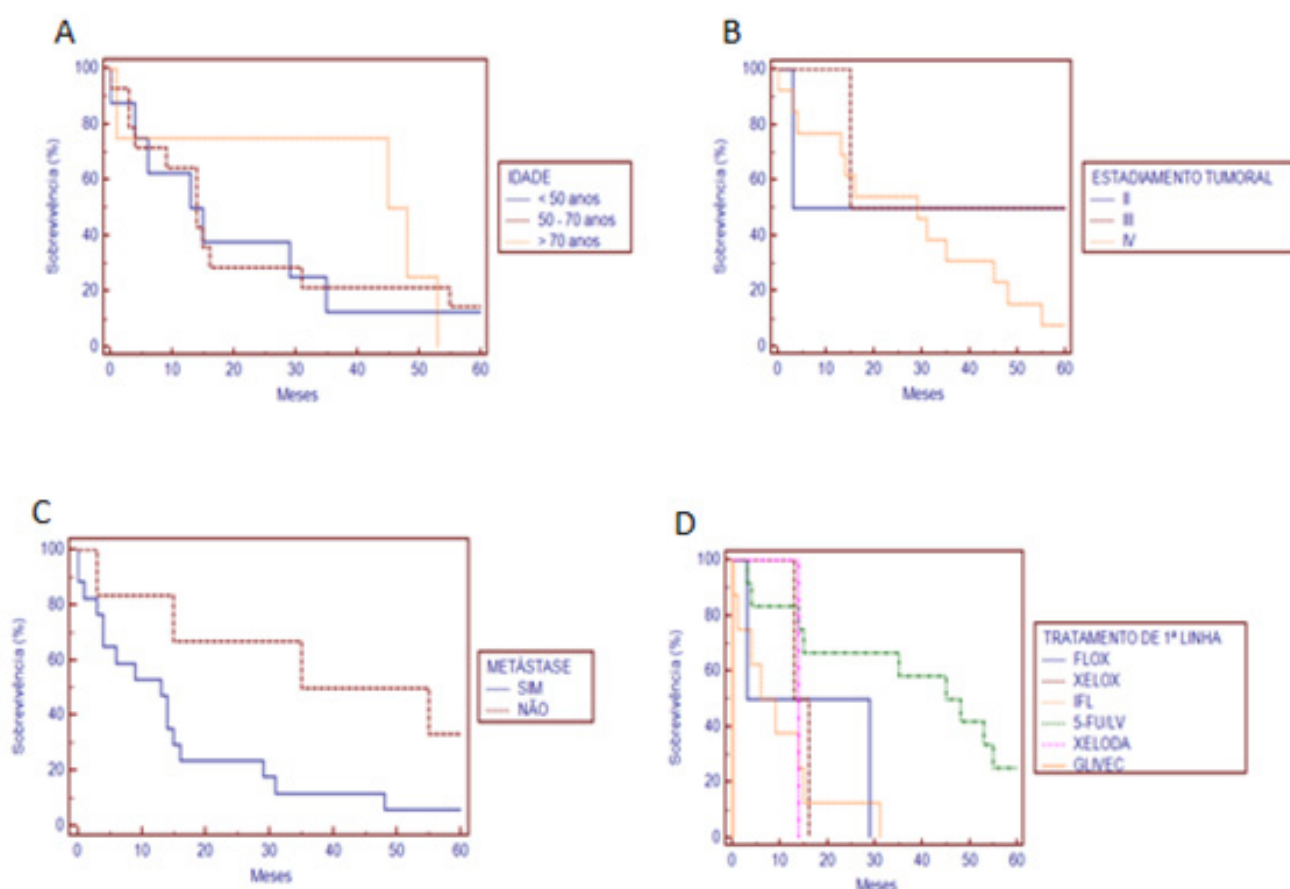 A
Sobrevivência (%)
100
80
60
40
20
0
0 10 20 30 40 50 60
Meses
IDADE
< 50 anos
50 - 70 anos
> 70 anos
B
Sobrevivência (%)
100
80
60
40
20
0
0 10 20 30 40 50 60
Meses
ESTADIAMENTO TUMORAL
II
III
IV
C
Sobrevivência (%)
100
80
60
40
20
0
0 10 20 30 40 50 60
Meses
METÁSTASE
SIM
NÃO
D
Sobrevivência (%)
100
80
60
40
20
0
0 10 20 30 40 50 60
Meses
TRATAMENTO DE 1ª LINHA
FLOX
XELOX
IFL
5-FU/LV
XELODA
GLIVEC